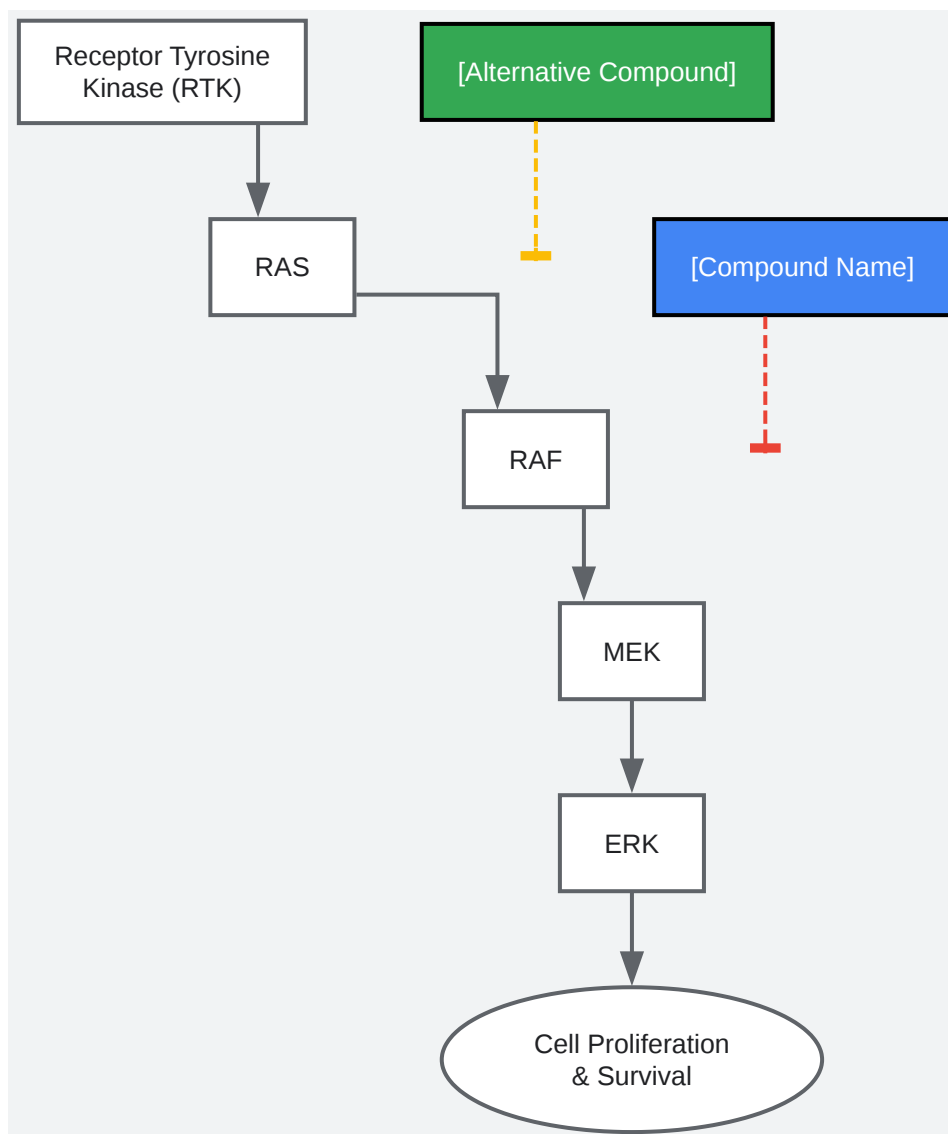 Receptor Tyrosine
Kinase (RTK)
[Alternative Compound]
RAS
[Compound Name]
RAF
MEK
ERK
Cell Proliferation
& Survival